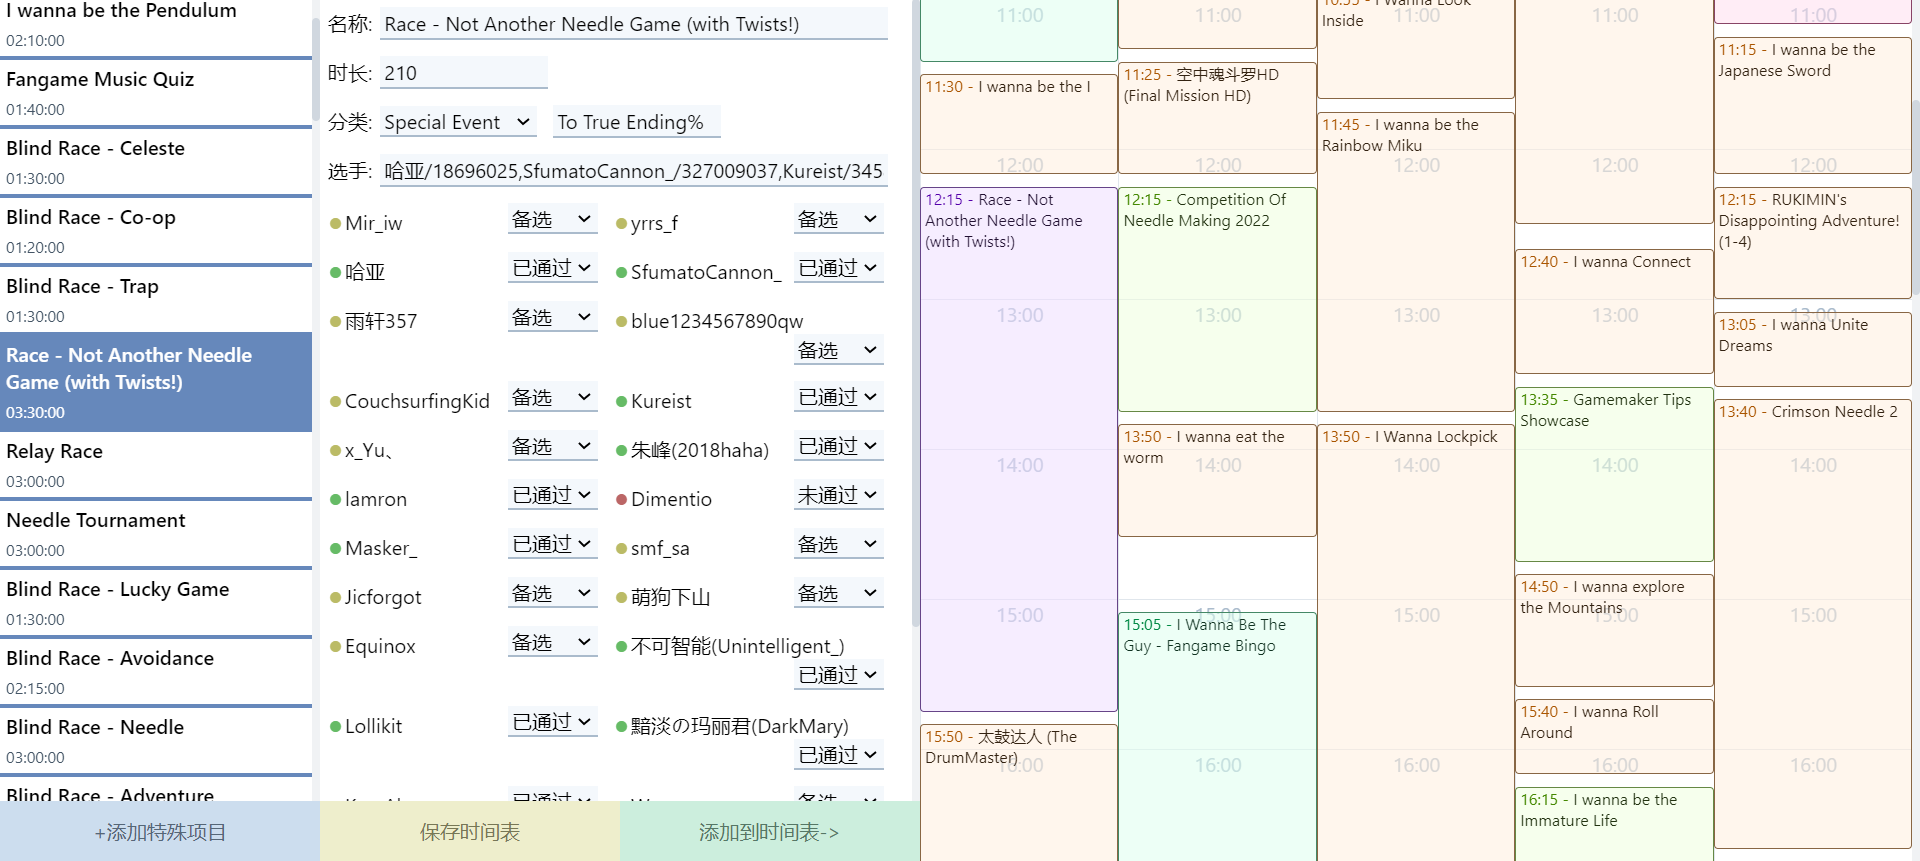 I wanna be the Pendulum
02:10:00
Fangame Music Quiz
01:40:00
Blind Race - Celeste
01:30:00
Blind Race - Co-op
01:20:00
Blind Race - Trap
01:30:00
Race - Not Another Needle
Game (with Twists!)
03:30:00
Relay Race
03:00:00
Needle Tournament
03:00:00
Blind Race - Lucky Game
01:30:00
Blind Race - Avoidance
02:15:00
Blind Race - Needle
03:00:00
Blind Race - Adventure
+添加特殊项目
名称: Race - Not Another Needle Game (with Twists!)
时长: 210
分类: Special Event To True Ending%
选手: 哈亚/18696025,SfumatoCannon_/327009037,Kureist/345
Mir_iw 备选 yrrs_f 备选
哈亚 已通过 SfumatoCannon_ 已通过
雨轩357 备选 blue1234567890qw
备选
CouchsurfingKid 备选 Kureist 已通过
x_Yu、 备选 朱峰(2018haha) 已通过
lamron 已通过 Dimentio 未通过
Masker_ 已通过 smf_sa 备选
Jicforgot 备选 萌狗下山 备选
Equinox 备选 不可智能(Unintelligent_)
已通过
Lollikit 已通过 黯淡の玛丽君(DarkMary)
已通过
已通过 备选
保存时间表
添加到时间表->
11:00
11:30 - I wanna be the I
12:15 - Race - Not
Another Needle Game
(with Twists!)
13:00
14:00
15:00
15:50 - 太鼓达人 (The
DrumMaster)
16:00
11:00
11:25 - 空中魂斗罗HD
(Final Mission HD)
12:00
12:15 - Competition Of
Needle Making 2022
13:00
13:50 - I wanna eat the
worm
14:00
15:00
15:05 - I Wanna Be The
Guy - Fangame Bingo
16:00
10:55 - I Wanna Look
Inside
11:00
11:45 - I wanna be the
Rainbow Miku
12:00
13:00
13:50 - I Wanna Lockpick
14:00
15:00
16:00
11:00
12:00
12:40 - I wanna Connect
13:00
13:35 - Gamemaker Tips
Showcase
14:00
14:50 - I wanna explore
the Mountains
15:00
15:40 - I wanna Roll
Around
16:00
16:15 - I wanna be the
Immature Life
11:00
11:15 - I wanna be the
Japanese Sword
12:00
12:15 - RUKIMIN's
Disappointing Adventure!
(1-4)
13:00
13:05 - I wanna Unite
Dreams
13:40 - Crimson Needle 2
14:00
15:00
16:00
12:00